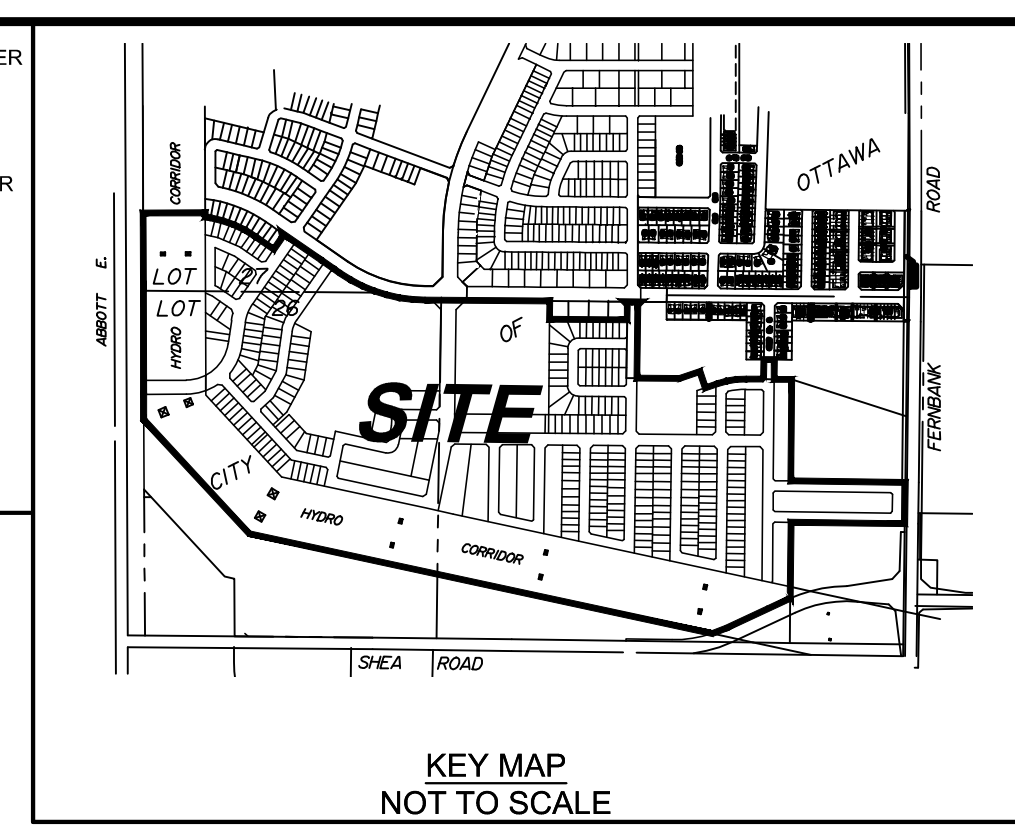 ER
R
CORRIDOR
OTTAWA
ROAD
LOT 27
LOT 26
ABBOTT E.
HYDRO
OF
SITE
FERNBANK
CITY
HYDRO
CORRIDOR
SHEA ROAD
KEY MAP
NOT TO SCALE